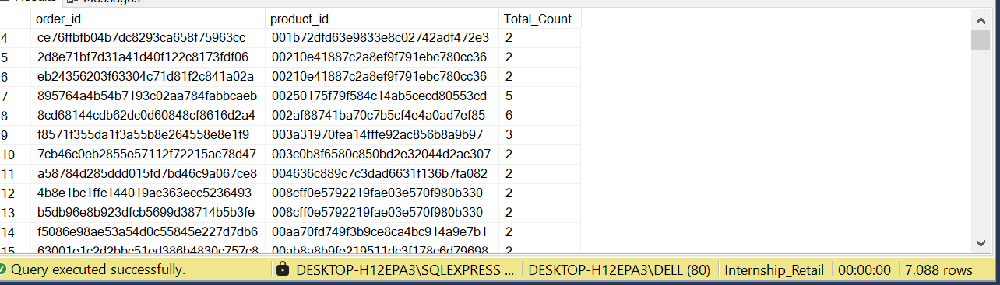 Results Messages
order_id product_id Total_Count
4 ce76ffbfb04b7dc8293ca658f75963cc 001b72dfd63e9833e8c02742adf472e3 2
5 2d8e71bf7d31a41d40f122c8173fdf06 00210e41887c2a8ef9f791ebc780cc36 2
6 eb24356203f63304c71d81f2c841a02a 00210e41887c2a8ef9f791ebc780cc36 2
7 895764a4b54b7193c02aa784fabbcaeb 00250175f79f584c14ab5cecd80553cd 5
8 8cd68144cdb62dc0d60848cf8616d2a4 002af88741ba70c7b5cf4e4a0ad7ef85 6
9 f8571f355da1f3a55b8e264558e8e1f9 003a31970fea14fffe92ac856b8a9b97 3
10 7cb46c0eb2855e57112f72215ac78d47 003c0b8f6580c850bd2e32044d2ac307 2
11 a58784d285ddd015fd7bd46c9a067ce8 004636c889c7c3dad6631f136b7fa082 2
12 4b8e1bc1ffc144019ac363ecc5236493 008cff0e5792219fae03e570f980b330 2
13 b5db96e8b923dfcb5699d38714b5b3fe 008cff0e5792219fae03e570f980b330 2
14 f5086e98ae53a54d0c55845e227d7db6 00aa70fd749f3b9ce8ca4bc914a9e7b1 2
15 63001e1c2d2bbc51ed386b4830c757c8 00ab8a8b9fe219511dc3f178c6d79698 2
Query executed successfully. DESKTOP-H12EPA3\SQLEXPRESS ... DESKTOP-H12EPA3\DELL (80) Internship_Retail 00:00:00 7,088 rows